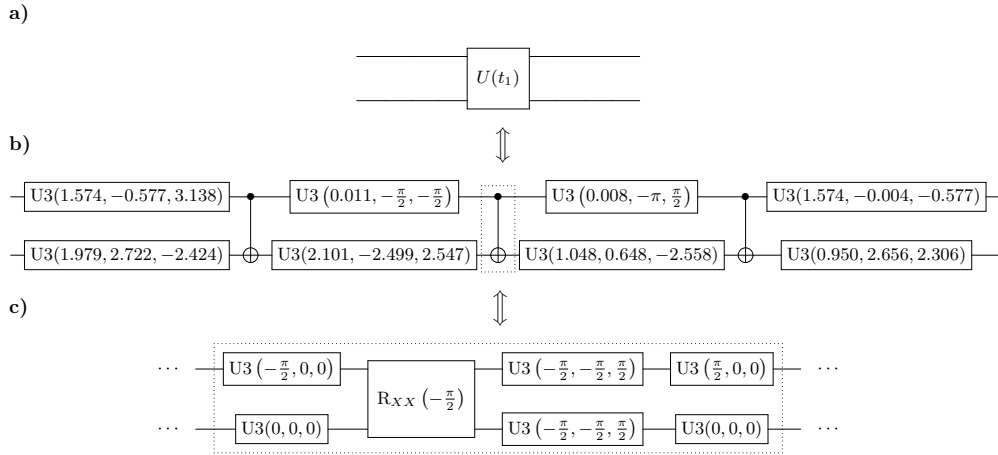 a)
U(t₁)
b)
U3(1.574, −0.577, 3.138) U3(0.011, −π/2, −π/2) U3(0.008, −π, π/2) U3(1.574, −0.004, −0.577)
U3(1.979, 2.722, −2.424) U3(2.101, −2.499, 2.547) U3(1.048, 0.648, −2.558) U3(0.950, 2.656, 2.306)
c)
··· U3(−π/2, 0, 0) U3(−π/2, −π/2, π/2) U3(π/2, 0, 0) ···
R_XX(−π/2)
··· U3(0, 0, 0) U3(−π/2, −π/2, π/2) U3(0, 0, 0) ···